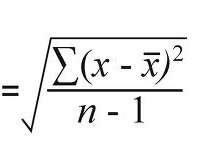 = √(∑(x - x̄)² / (n - 1))